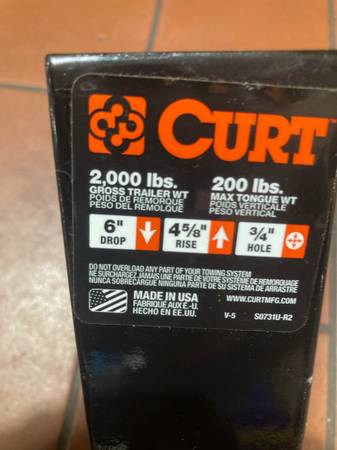 CURT
2,000 lbs.
GROSS TRAILER WT
POIDS DE REMORQUE
PESO DEL REMORQUE
200 lbs.
MAX TONGUE WT
POIDS VERTICALE
PESO VERTICAL
6"
DROP
4⅝"
RISE
¾"
HOLE
DO NOT OVERLOAD ANY PART OF YOUR TOWING SYSTEM
NE SURCHARGEZ JAMAIS UNE PARTIE DE VOTRE SYSTÈME DE REMORQUAGE
NUNCA SOBRECARGUE NINGUNA PARTE DE SU SISTEMA DE ARRASTRE
MADE IN USA
FABRIQUÉ AUX É.-U.
HECHO EN EE.UU.
WWW.CURTMFG.COM
V-5 S0731U-R2